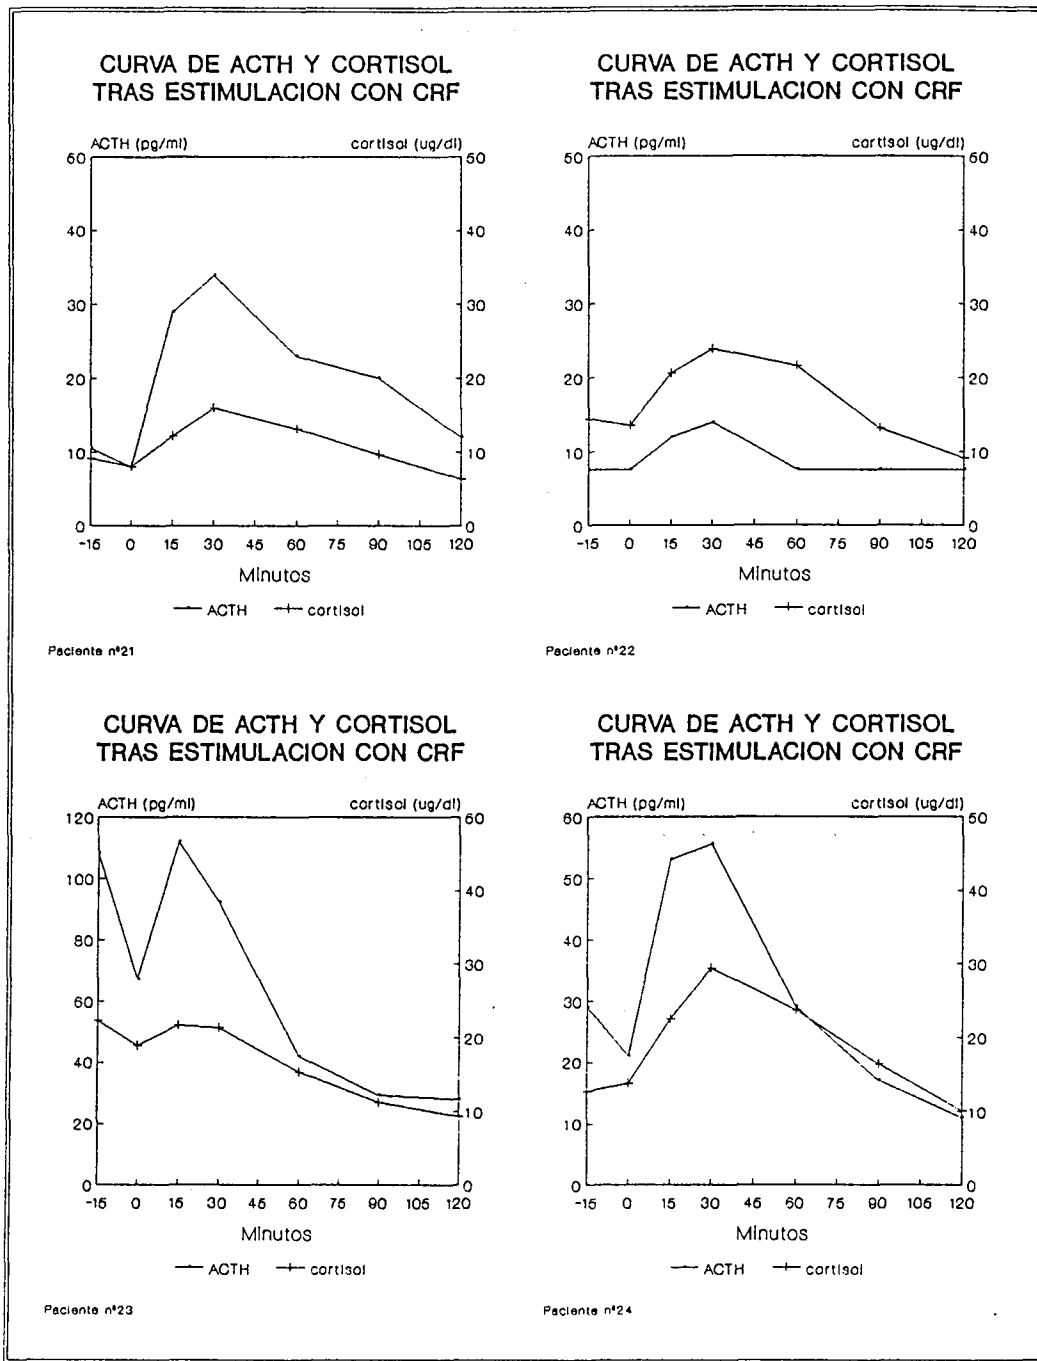 CURVA DE ACTH Y CORTISOL
TRAS ESTIMULACION CON CRF
ACTH (pg/ml) cortisol (ug/dl)
50 50
40 40
30 30
20 20
10 10
0 0
-15 0 15 30 45 60 75 90 105 120
Minutos
ACTH cortisol
Paciente nº21
CURVA DE ACTH Y CORTISOL
TRAS ESTIMULACION CON CRF
ACTH (pg/ml) cortisol (ug/dl)
50 50
40 40
30 30
20 20
10 10
0 0
-15 0 15 30 45 60 75 90 105 120
Minutos
ACTH cortisol
Paciente nº22
CURVA DE ACTH Y CORTISOL
TRAS ESTIMULACION CON CRF
ACTH (pg/ml) cortisol (ug/dl)
120 50
100 40
80 30
60 20
40 10
20
0 0
-15 0 15 30 45 60 75 90 105 120
Minutos
ACTH cortisol
Paciente nº23
CURVA DE ACTH Y CORTISOL
TRAS ESTIMULACION CON CRF
ACTH (pg/ml) cortisol (ug/dl)
60 50
50 40
40 30
30 20
20 10
10
0 0
-15 0 15 30 45 60 75 90 105 120
Minutos
ACTH cortisol
Paciente nº24